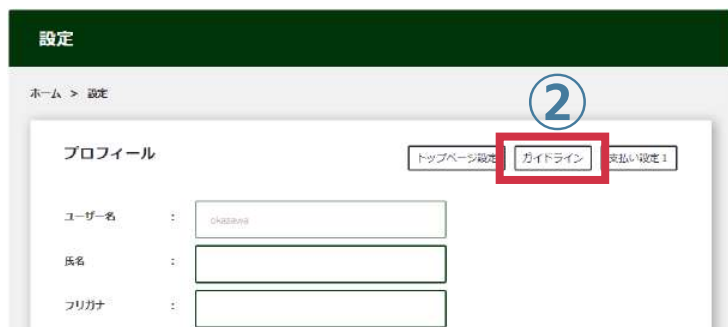 設定
ホーム > 設定
②
プロフィール
トップページ設定 ガイドライン 支払い設定1
ユーザー名 : okazawa
氏名 :
フリガナ :